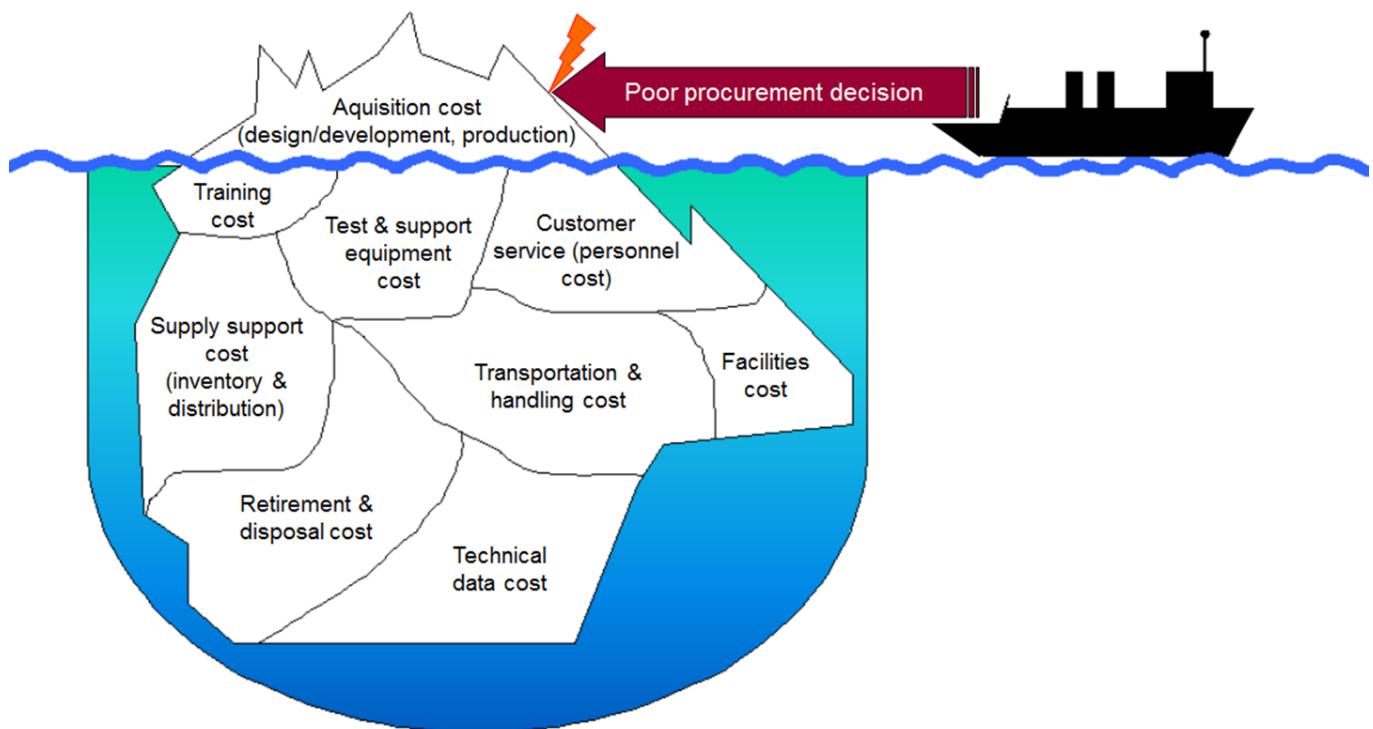 Poor procurement decision
Aquisition cost
(design/development, production)
Training
cost
Test & support
equipment
cost
Customer
service (personnel
cost)
Supply support
cost
(inventory &
distribution)
Transportation &
handling cost
Facilities
cost
Retirement &
disposal cost
Technical
data cost